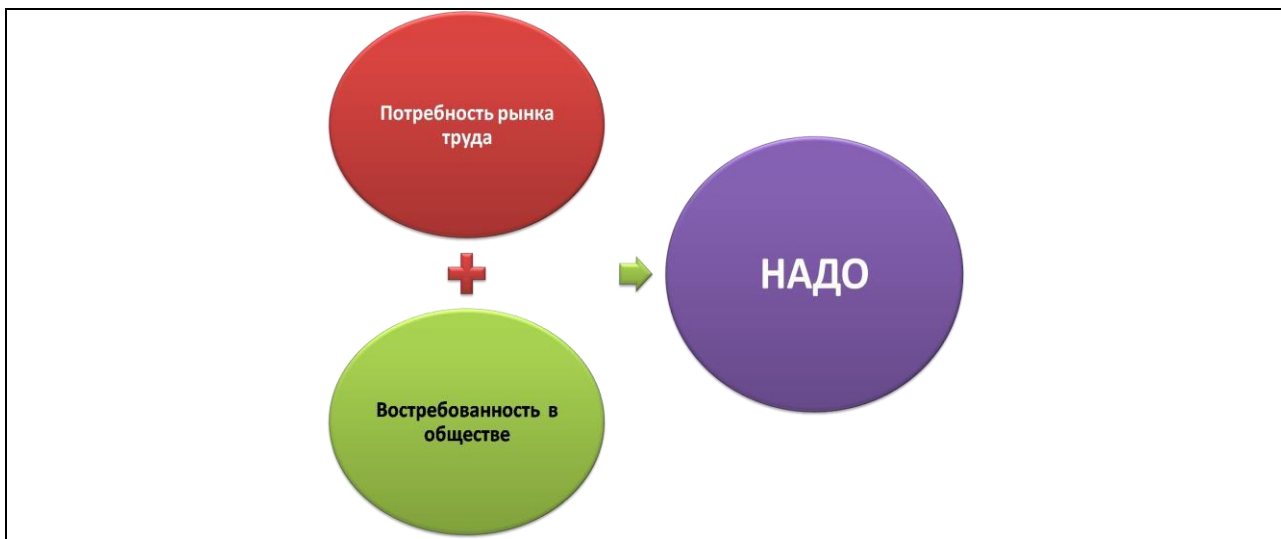 Потребность рынка
труда
Востребованность в
обществе
НАДО